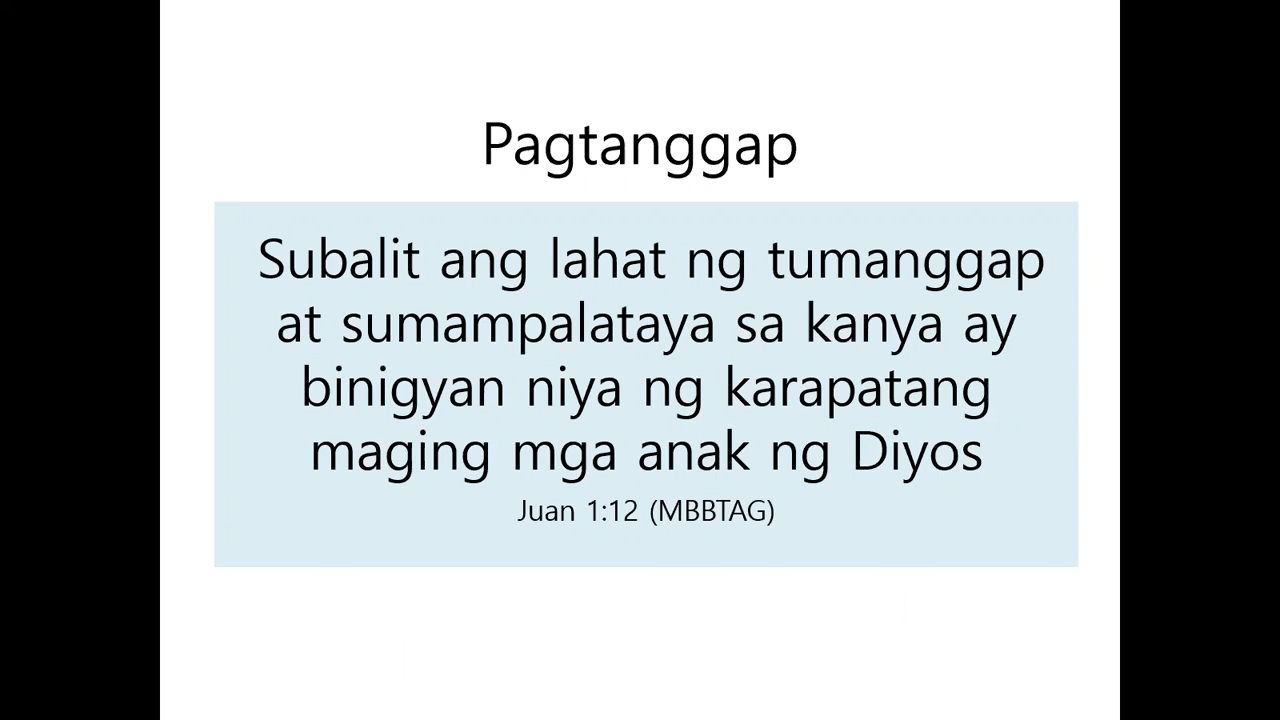 Pagtanggap
Subalit ang lahat ng tumanggap
at sumampalataya sa kanya ay
binigyan niya ng karapatang
maging mga anak ng Diyos
Juan 1:12 (MBBTAG)